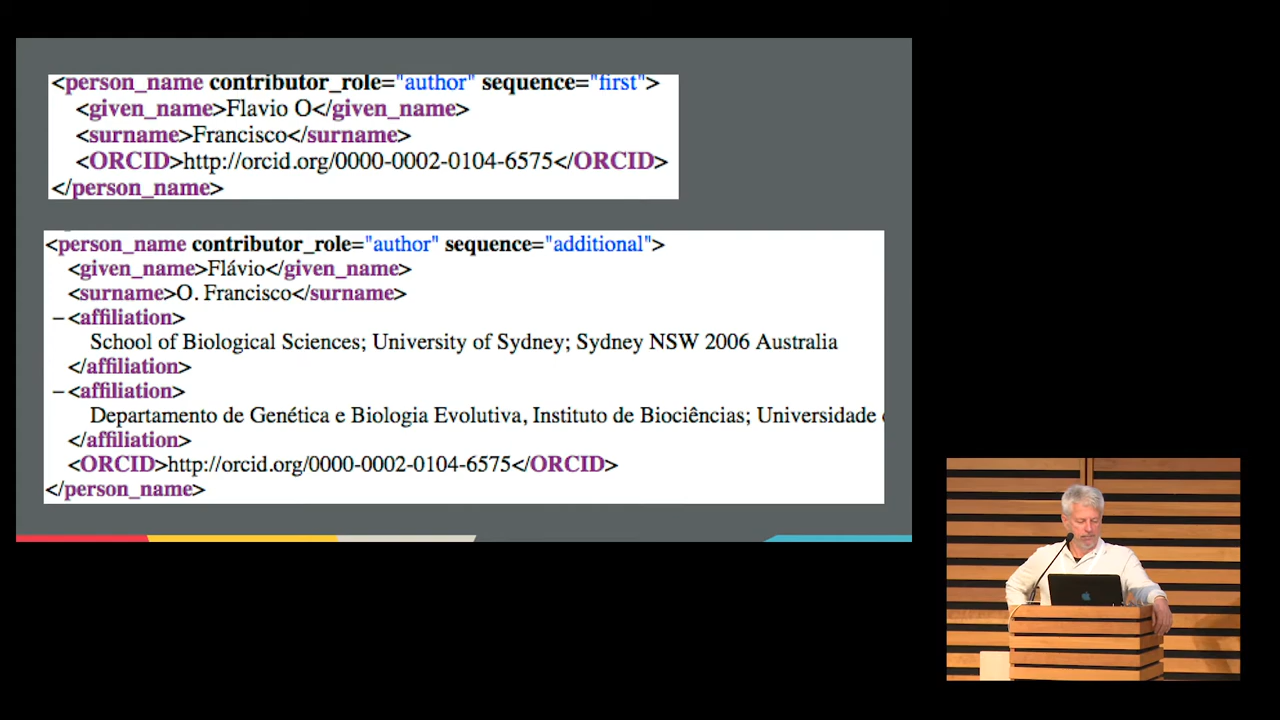 <person_name contributor_role="author" sequence="first">
<given_name>Flavio O</given_name>
<surname>Francisco</surname>
<ORCID>http://orcid.org/0000-0002-0104-6575</ORCID>
</person_name>
<person_name contributor_role="author" sequence="additional">
<given_name>Flávio</given_name>
<surname>O. Francisco</surname>
–<affiliation>
School of Biological Sciences; University of Sydney; Sydney NSW 2006 Australia
</affiliation>
–<affiliation>
Departamento de Genética e Biologia Evolutiva, Instituto de Biociências; Universidade
</affiliation>
<ORCID>http://orcid.org/0000-0002-0104-6575</ORCID>
</person_name>